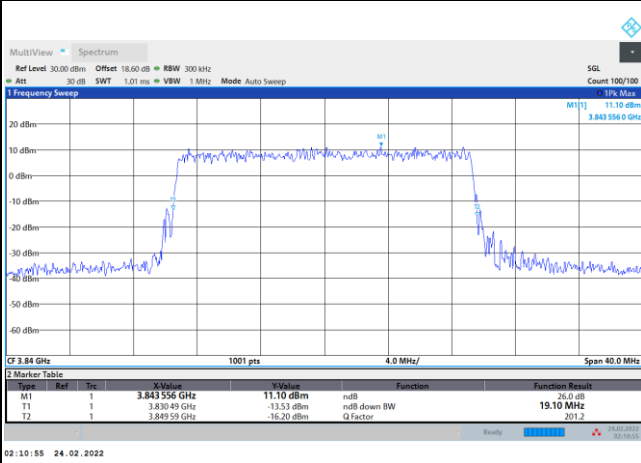 MultiView Spectrum
Ref Level 30.00 dBm Offset 18.60 dB RBW 300 kHz SGL
Att 30 dB SWT 1.01 ms VBW 1 MHz Mode Auto Sweep Count 100/100
1 Frequency Sweep 1Pk Max
M1[1] 11.10 dBm
3.843 556 0 GHz
20 dBm
M1
10 dBm
0 dBm
-10 dBm
-20 dBm
-30 dBm
-40 dBm
-50 dBm
-60 dBm
CF 3.84 GHz 1001 pts 4.0 MHz/ Span 40.0 MHz
2 Marker Table
Type Ref Trc X-Value Y-Value Function Function Result
M1 1 3.843 556 GHz 11.10 dBm ndB 26.0 dB
T1 1 3.830 49 GHz -13.53 dBm ndB down BW 19.10 MHz
T2 1 3.849 59 GHz -16.20 dBm Q Factor 201.2
Ready 24.02.2022
02:10:55
02:10:55 24.02.2022